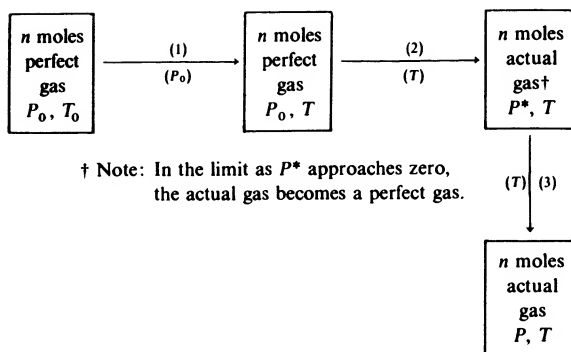 n moles
perfect
gas
P₀, T₀
(1)
(P₀)
n moles
perfect
gas
P₀, T
(2)
(T)
n moles
actual
gas†
P*, T
† Note: In the limit as P* approaches zero,
the actual gas becomes a perfect gas.
(T)
(3)
n moles
actual
gas
P, T